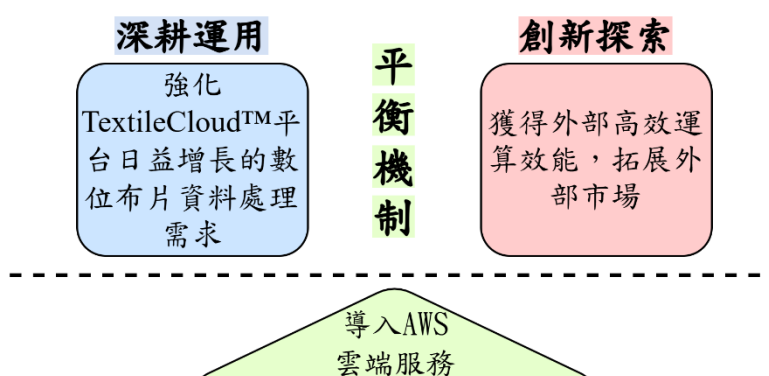 深耕運用
強化
TextileCloud™平
台日益增長的數
位布片資料處理
需求
平
衡
機
制
創新探索
獲得外部高效運
算效能，拓展外
部市場
導入AWS
雲端服務